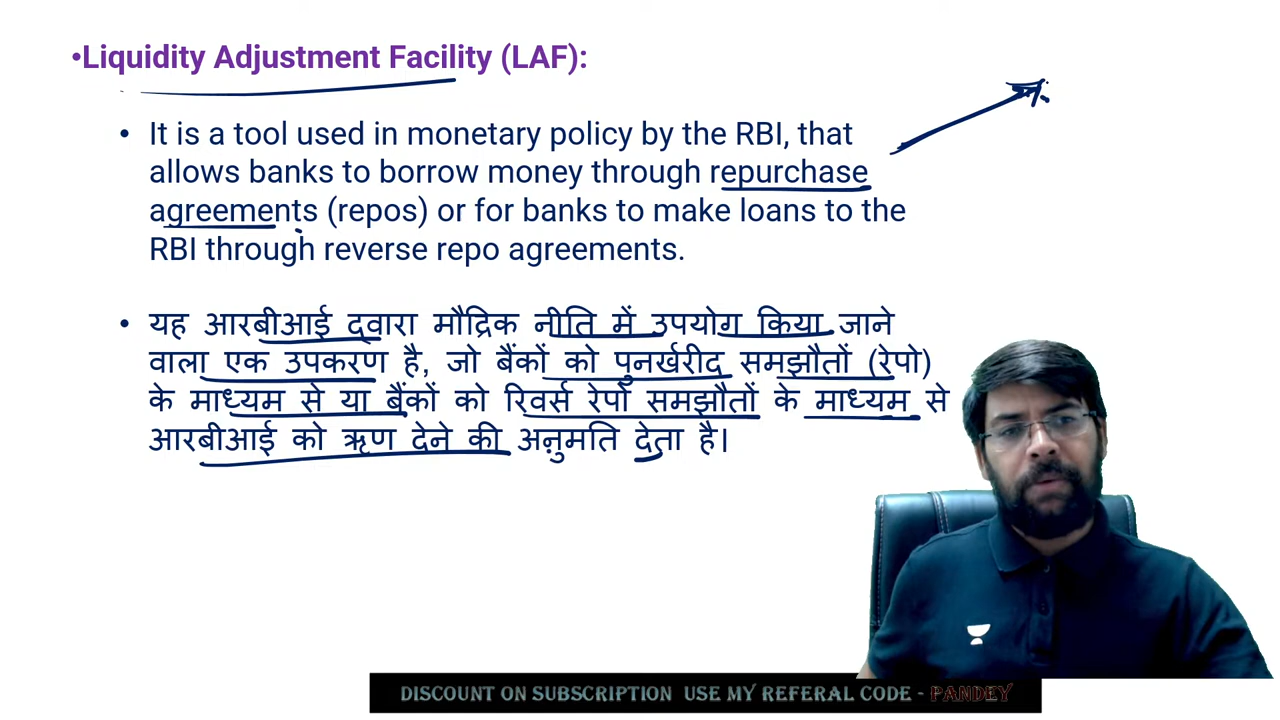 •Liquidity Adjustment Facility (LAF):
• It is a tool used in monetary policy by the RBI, that
allows banks to borrow money through repurchase
agreements (repos) or for banks to make loans to the
RBI through reverse repo agreements.
• यह आरबीआई द्वारा मौद्रिक नीति में उपयोग किया जाने
वाला एक उपकरण है, जो बैंकों को पुनर्खरीद समझौतों (रेपो)
के माध्यम से या बैंकों को रिवर्स रेपो समझौतों के माध्यम से
आरबीआई को ऋण देने की अनुमति देता है।
DISCOUNT ON SUBSCRIPTION USE MY REFERAL CODE - PANDEY